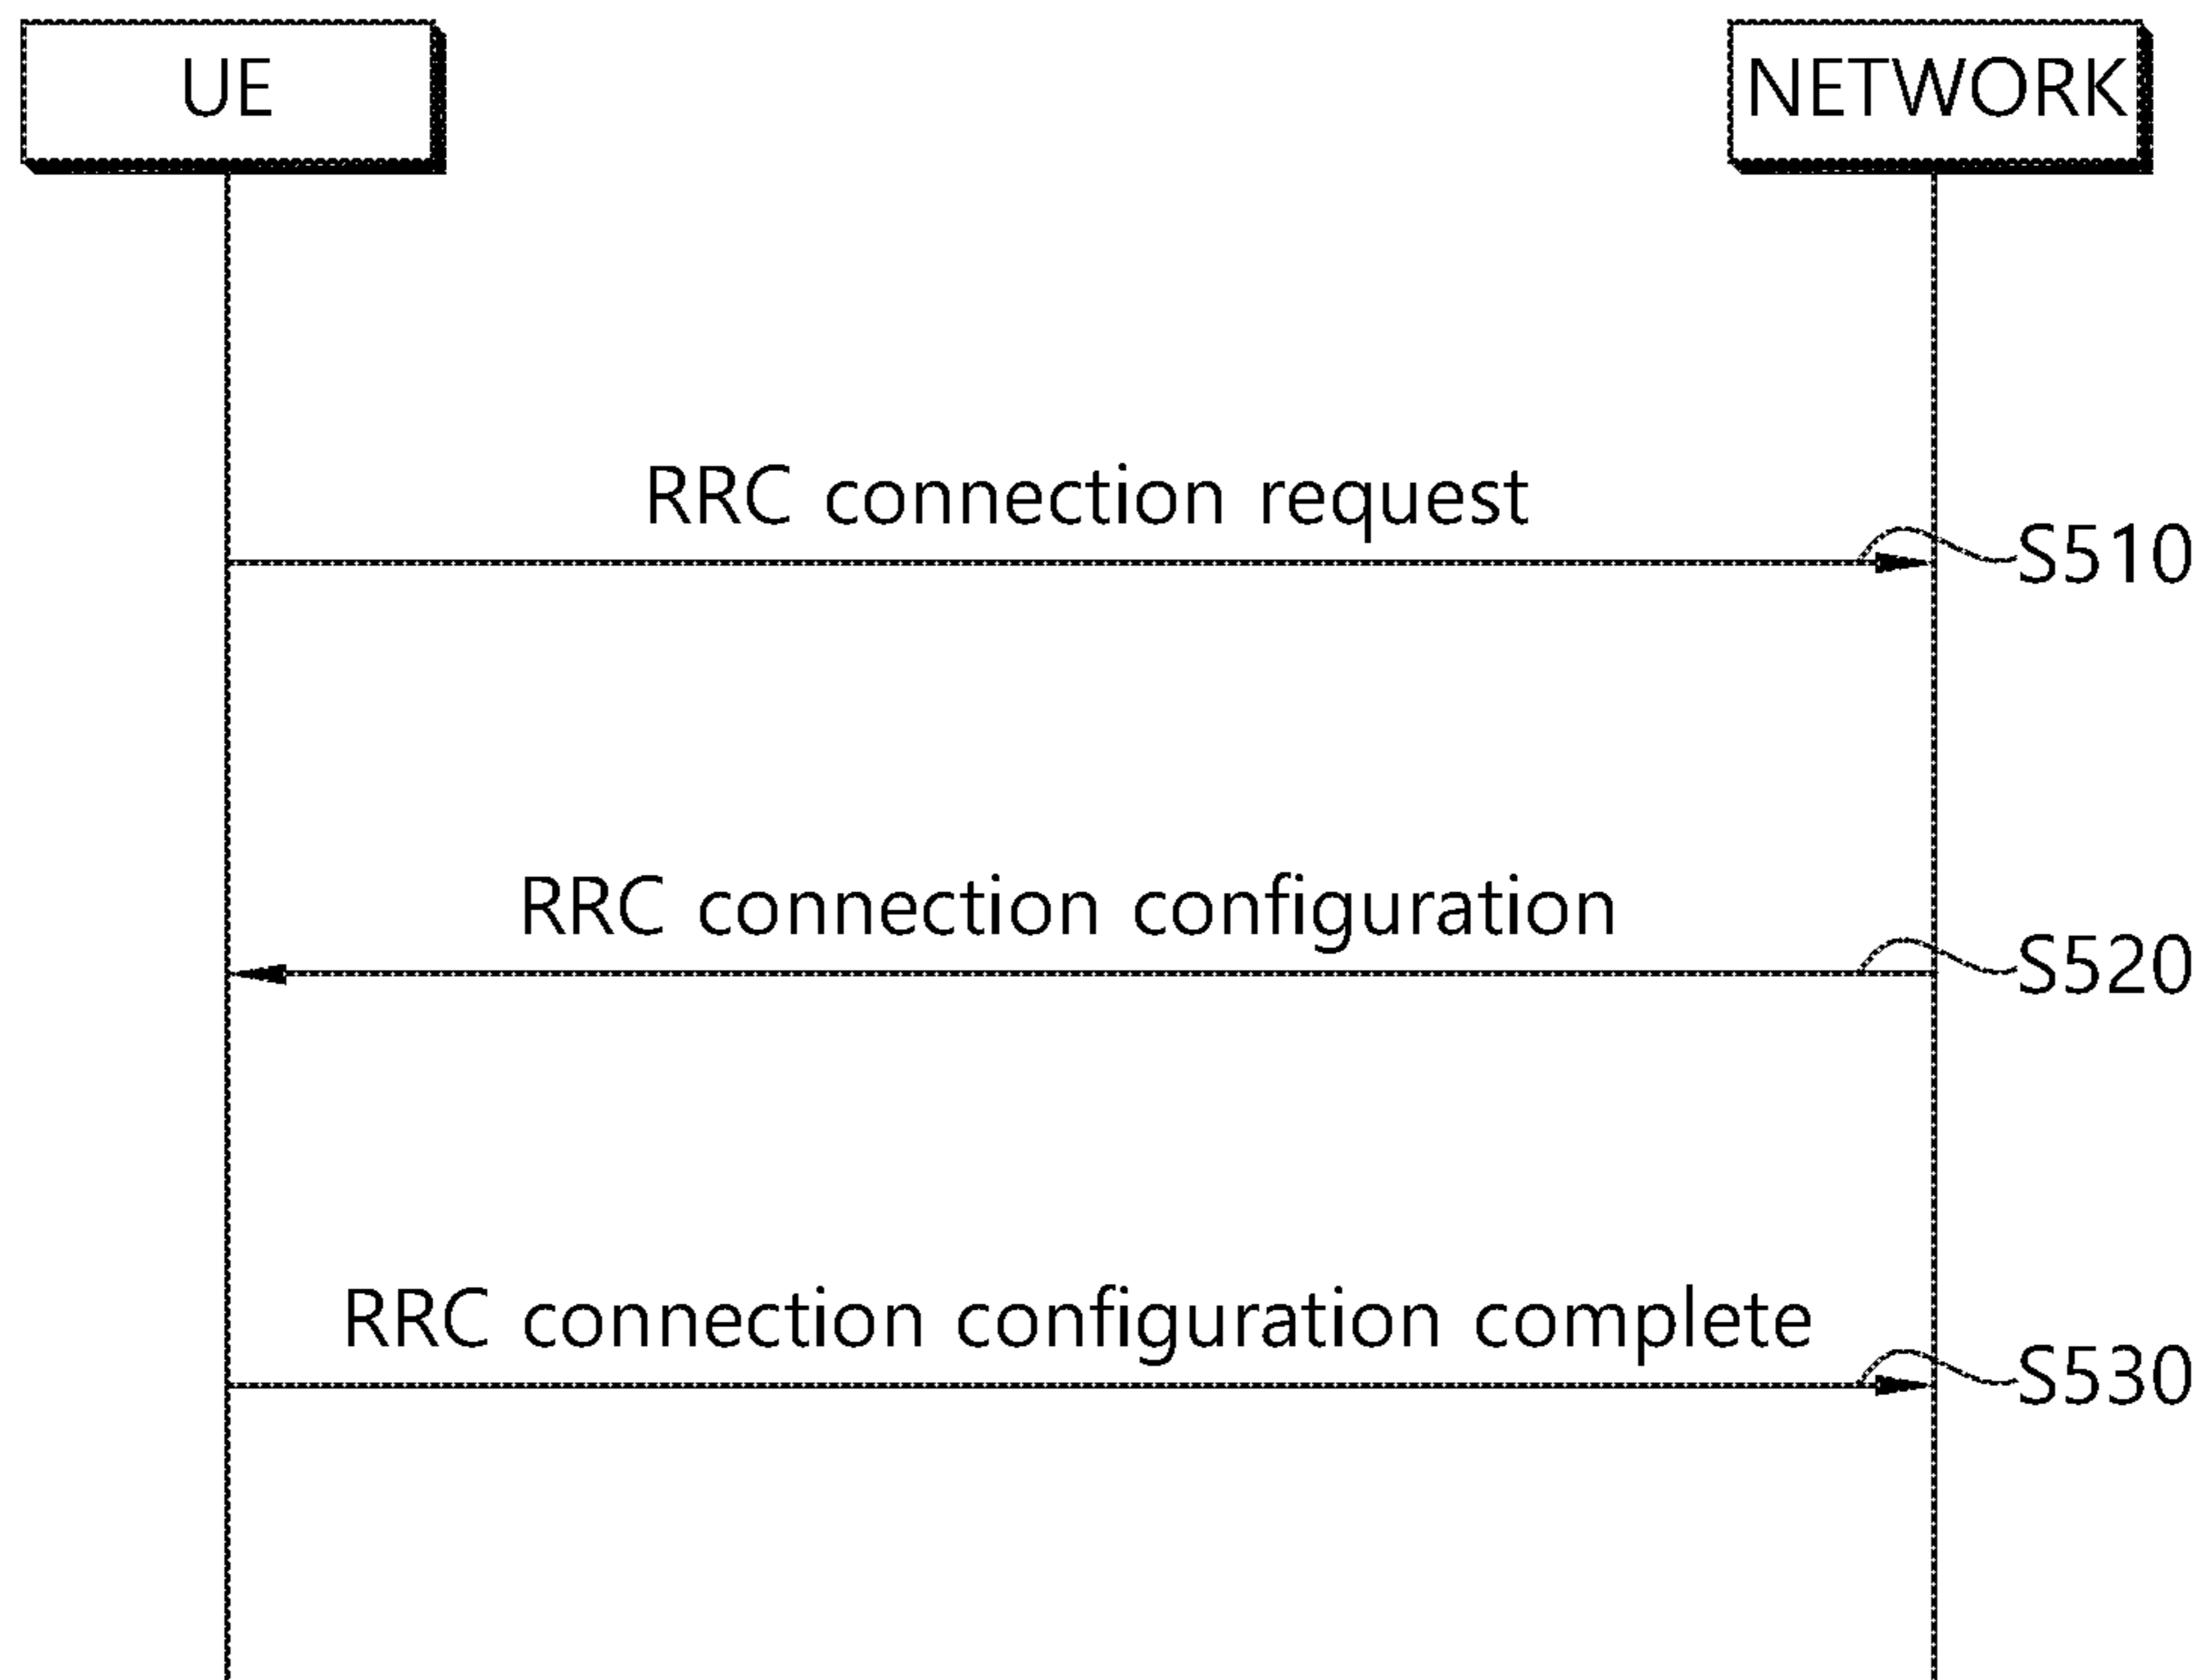 UE
NETWORK
RRC connection request
S510
RRC connection configuration
S520
RRC connection configuration complete
S530